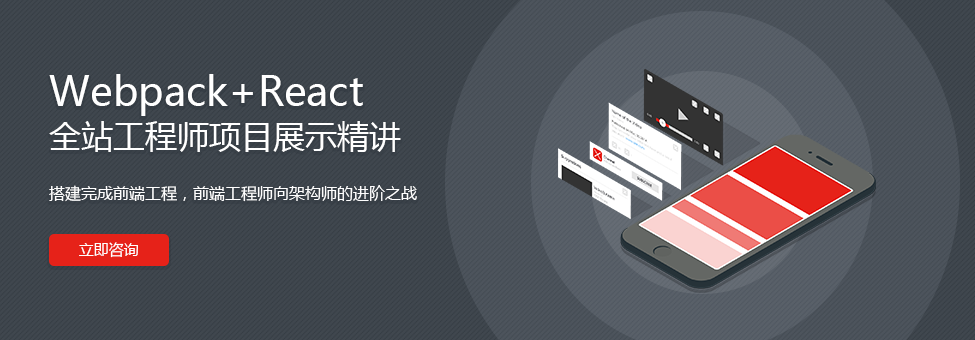 Webpack+React
全站工程师项目展示精讲
搭建完成前端工程，前端工程师向架构师的进阶之战
立即咨询